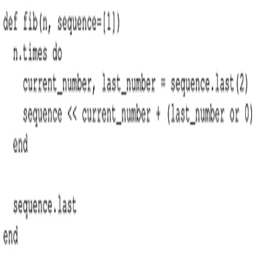 def fib(n, sequence=[1])
  n.times do
    current_number, last_number = sequence.last(2)
    sequence << current_number + (last_number or 0)
  end

  sequence.last
end